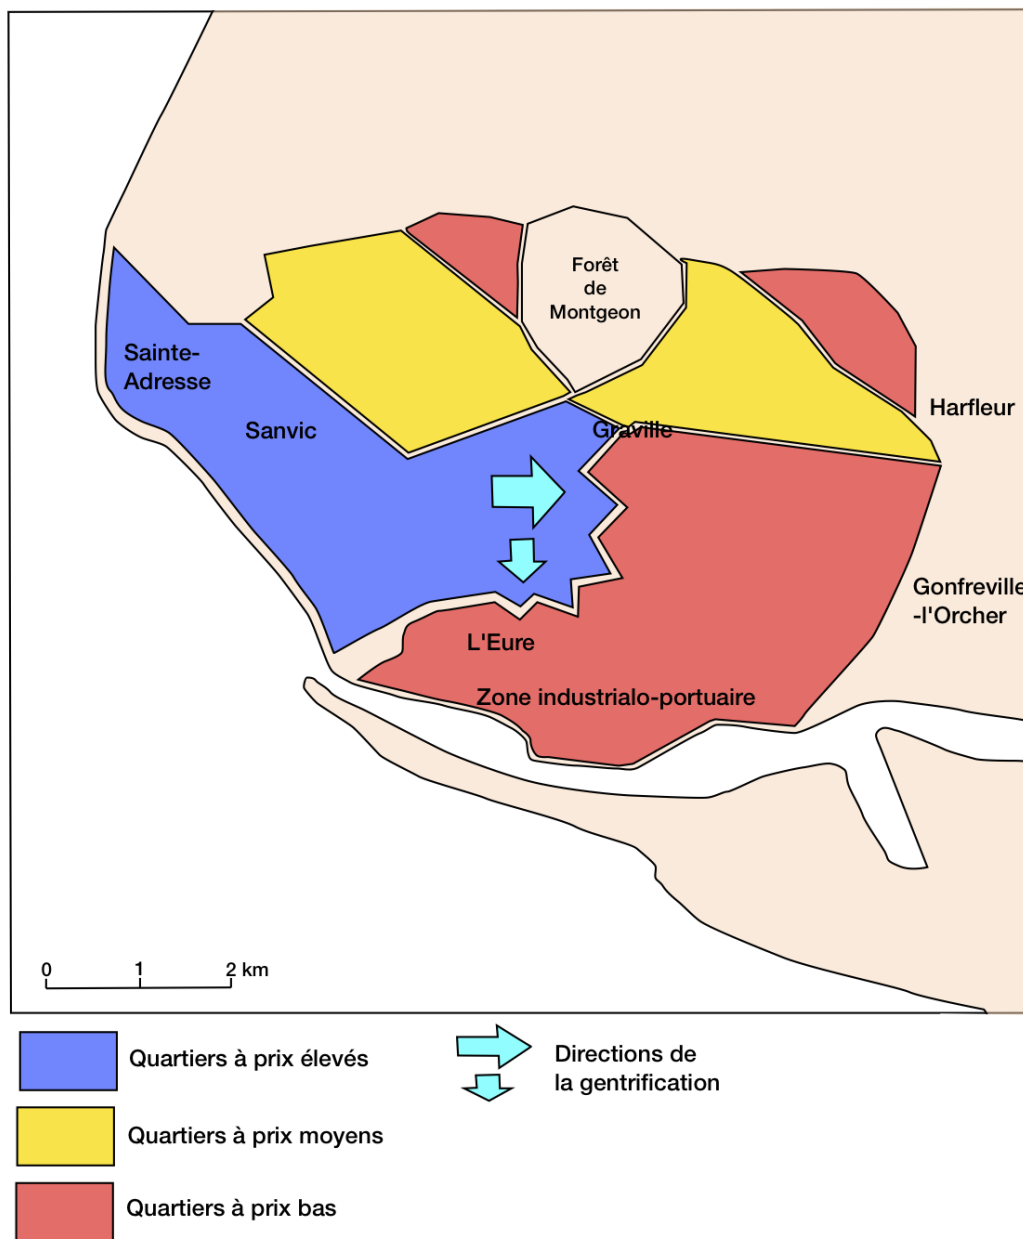 Forêt
de
Montgeon
Sainte-
Adresse
Harfleur
Sanvic
Graville
Gonfreville
-l'Orcher
L'Eure
Zone industrialo-portuaire
0 1 2 km
Quartiers à prix élevés
Directions de
la gentrification
Quartiers à prix moyens
Quartiers à prix bas